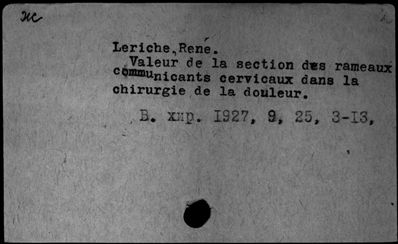 Leriche, René.
Valeur de la section des rameaux
communicants cervicaux dans la
chirurgie de la douleur.
В. хир. 1927, 9, 25, 3-13,